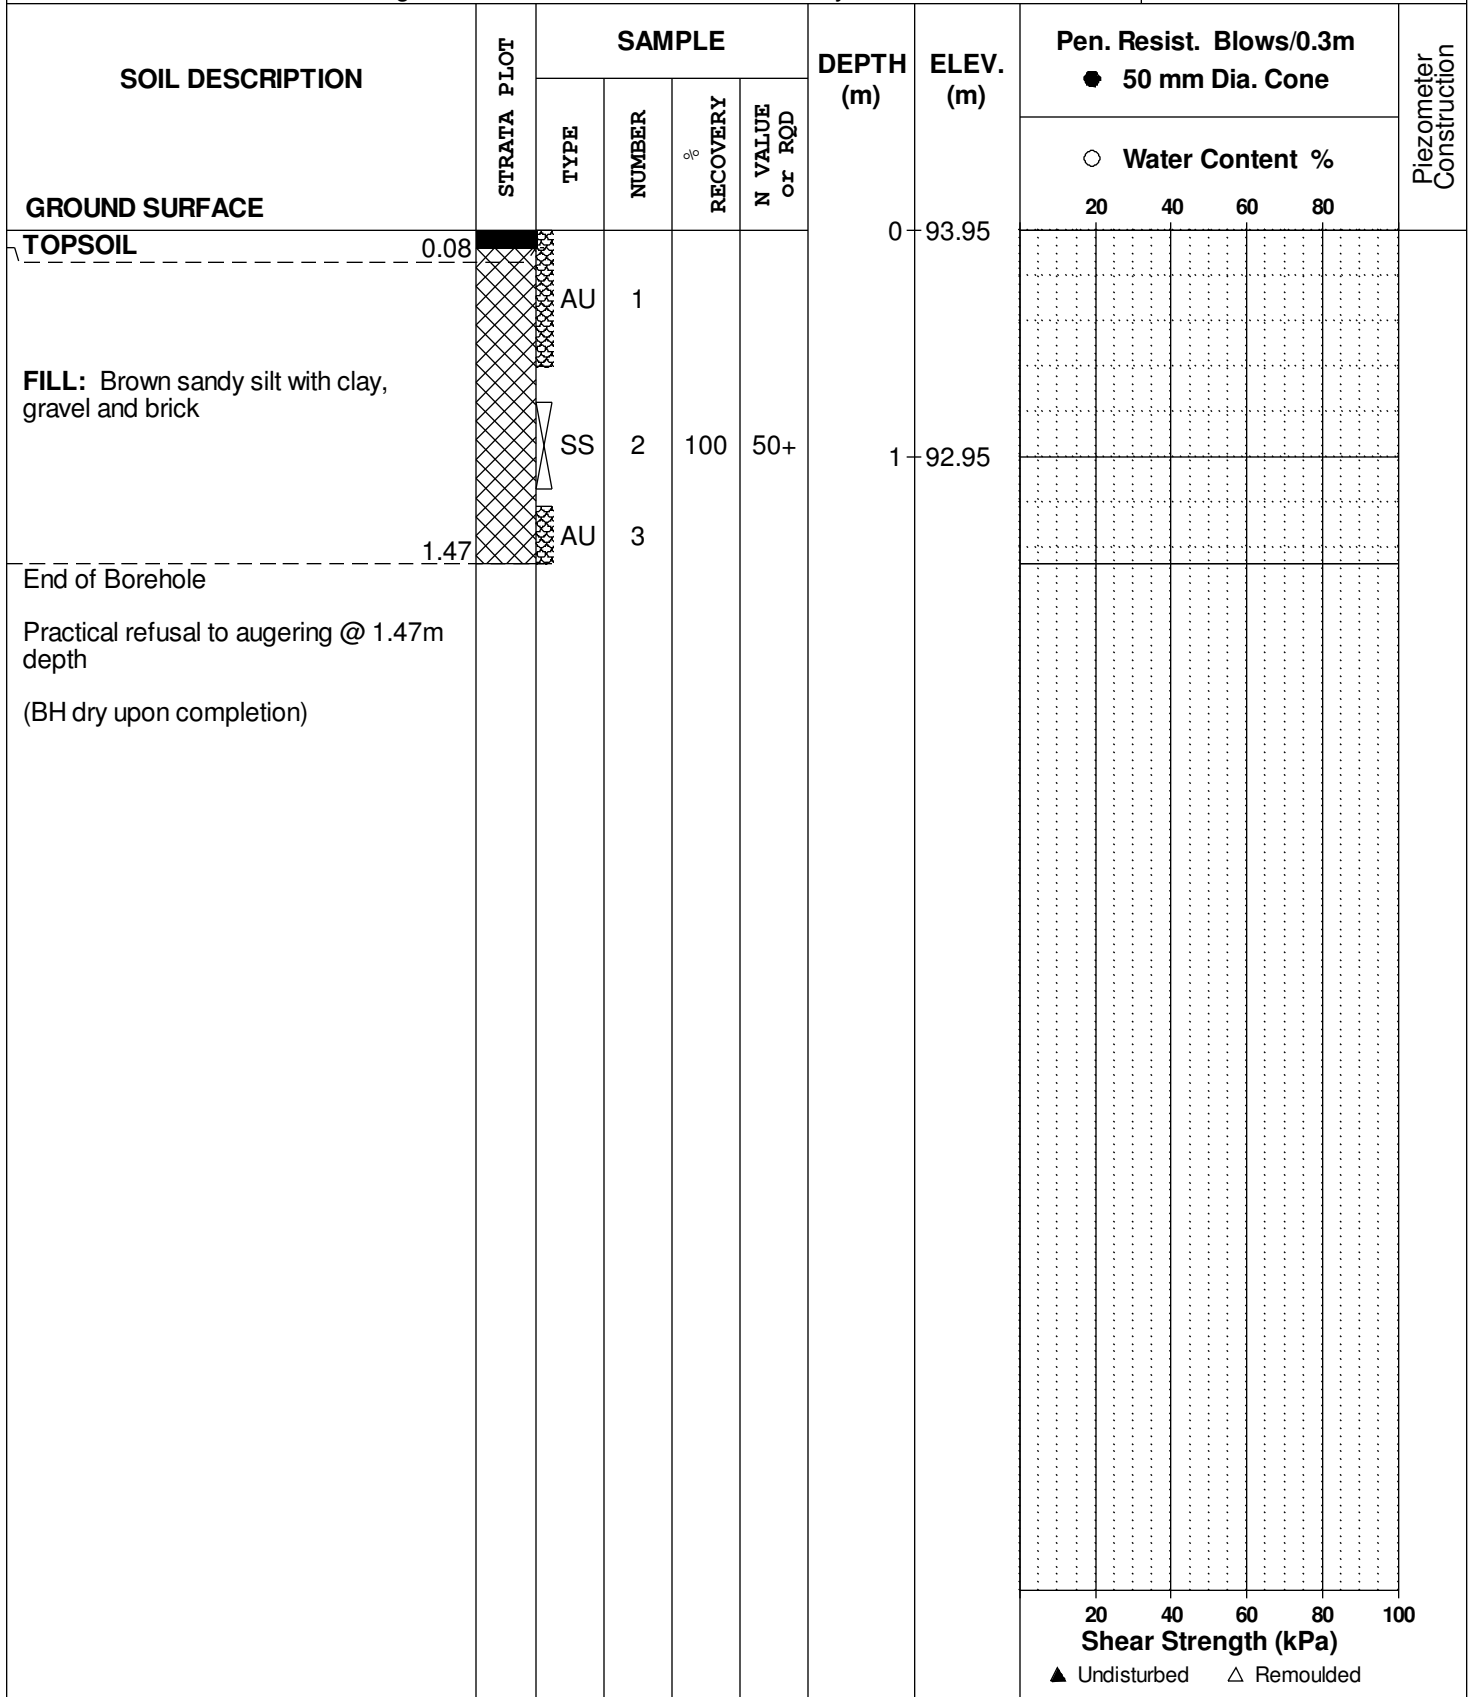 SOIL DESCRIPTION
GROUND SURFACE
STRATA PLOT
SAMPLE
TYPE
NUMBER
%
RECOVERY
N VALUE
or RQD
DEPTH
(m)
ELEV.
(m)
Pen. Resist. Blows/0.3m
● 50 mm Dia. Cone
○ Water Content %
20 40 60 80
Piezometer
Construction
TOPSOIL 0.08
0 93.95
AU 1
FILL: Brown sandy silt with clay,
gravel and brick
SS 2 100 50+
1 92.95
AU 3
1.47
End of Borehole
Practical refusal to augering @ 1.47m
depth
(BH dry upon completion)
20 40 60 80 100
Shear Strength (kPa)
▲ Undisturbed △ Remoulded